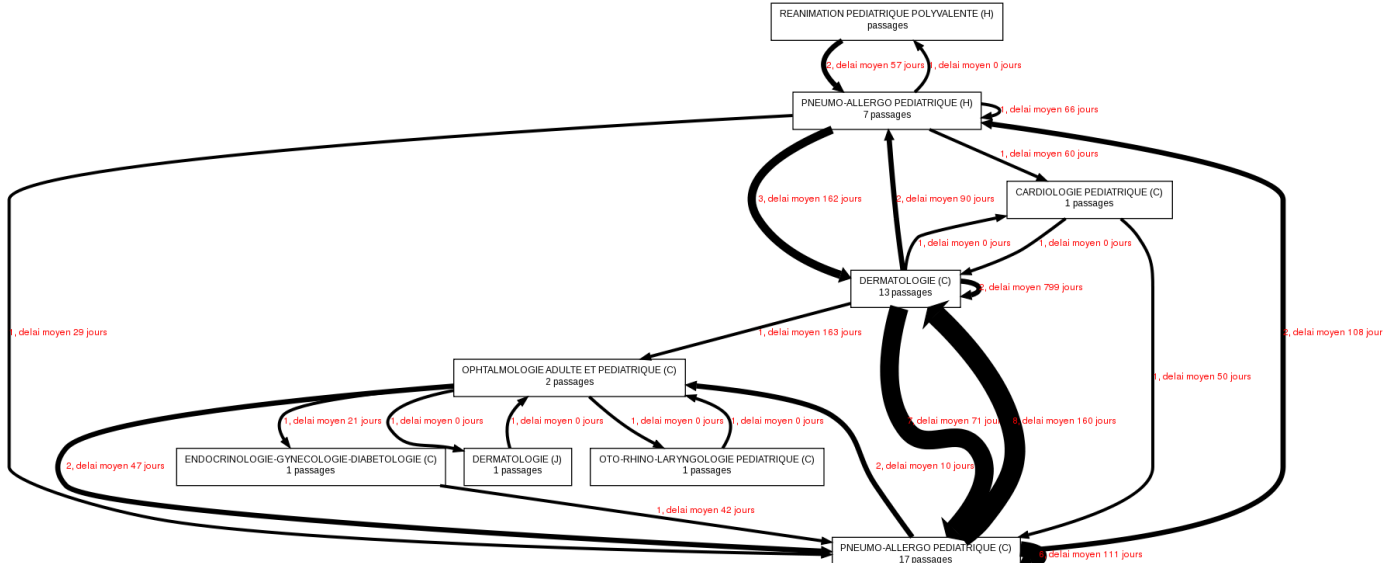 REANIMATION PEDIATRIQUE POLYVALENTE (H)
passages
2, delai moyen 57 jours
1, delai moyen 0 jours
PNEUMO-ALLERGO PEDIATRIQUE (H)
7 passages
1, delai moyen 66 jours
1, delai moyen 60 jours
CARDIOLOGIE PEDIATRIQUE (C)
1 passages
3, delai moyen 162 jours
2, delai moyen 90 jours
1, delai moyen 0 jours
1, delai moyen 0 jours
DERMATOLOGIE (C)
13 passages
2, delai moyen 799 jours
1, delai moyen 29 jours
1, delai moyen 163 jours
2, delai moyen 108 jour
OPHTALMOLOGIE ADULTE ET PEDIATRIQUE (C)
2 passages
1, delai moyen 50 jours
1, delai moyen 21 jours
1, delai moyen 0 jours
1, delai moyen 0 jours
1, delai moyen 0 jours
1, delai moyen 0 jours
delai moyen 71 jours
8, delai moyen 160 jours
ENDOCRINOLOGIE-GYNECOLOGIE-DIABETOLOGIE (C)
1 passages
DERMATOLOGIE (J)
1 passages
OTO-RHINO-LARYNGOLOGIE PEDIATRIQUE (C)
1 passages
2, delai moyen 47 jours
2, delai moyen 10 jours
1, delai moyen 42 jours
PNEUMO-ALLERGO PEDIATRIQUE (C)
17 passages
delai moyen 111 jours